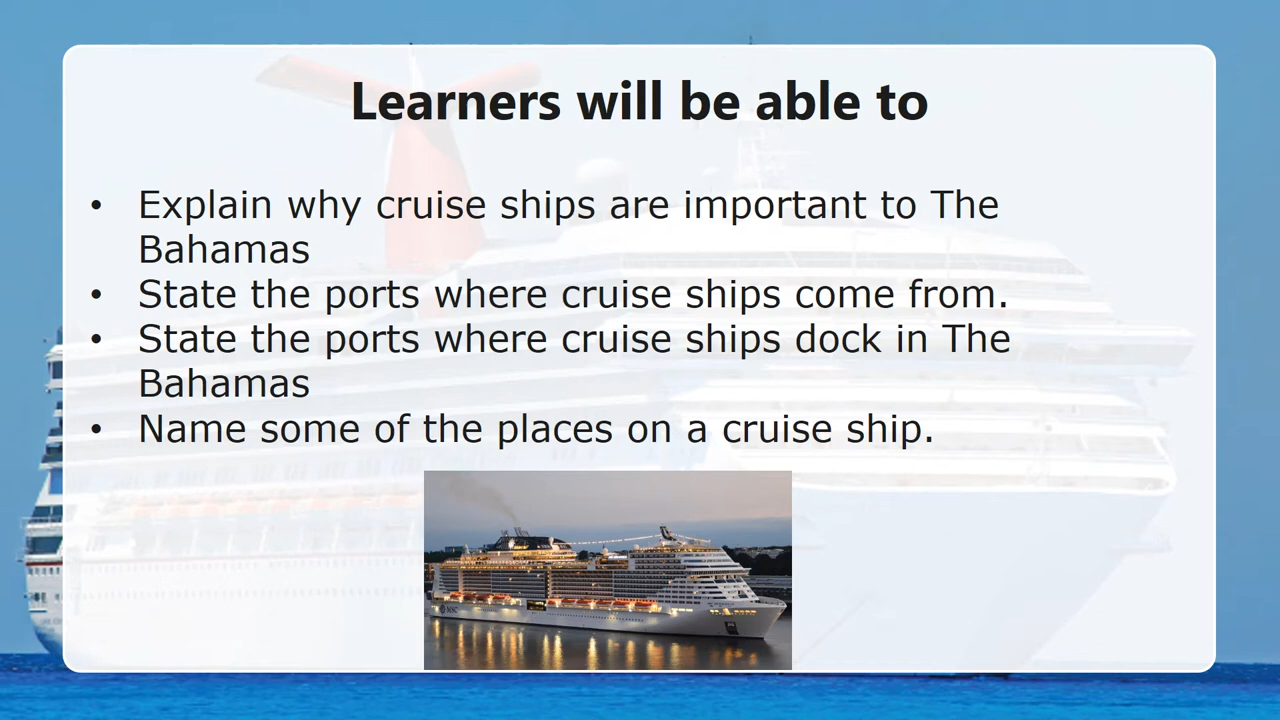 Learners will be able to
• Explain why cruise ships are important to The
Bahamas
• State the ports where cruise ships come from.
• State the ports where cruise ships dock in The
Bahamas
• Name some of the places on a cruise ship.
MSC